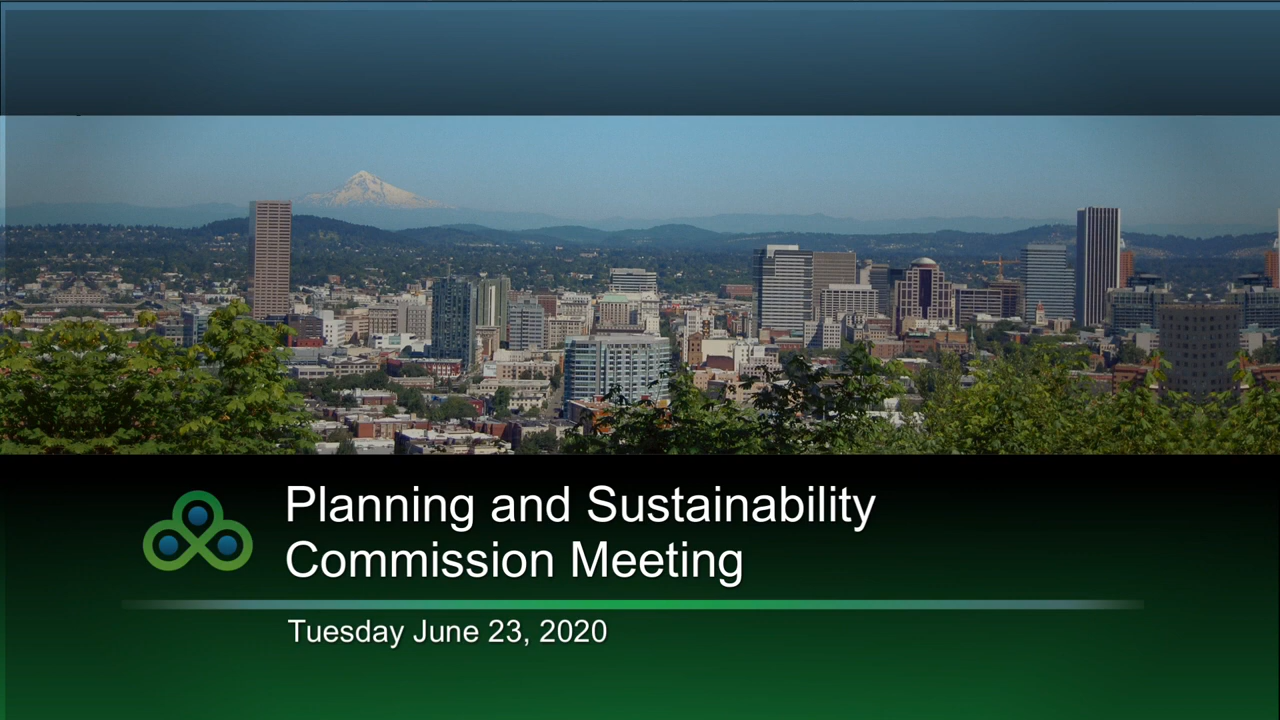 Planning and Sustainability
Commission Meeting
Tuesday June 23, 2020